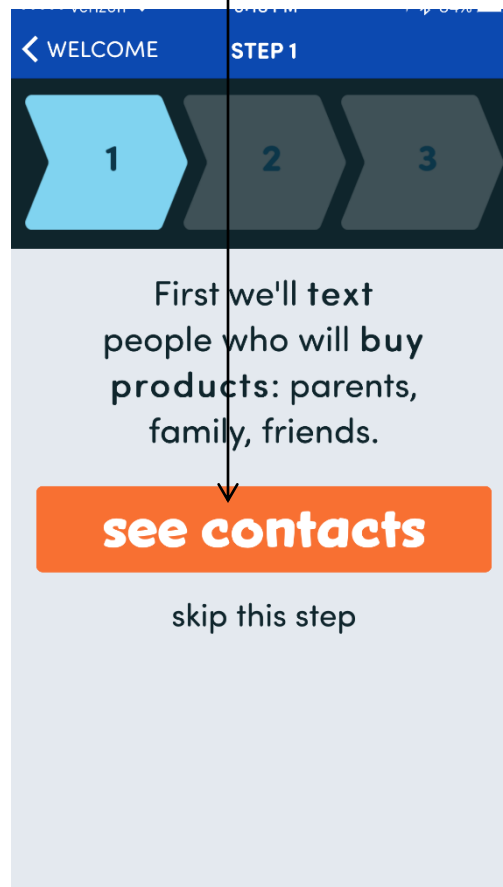 WELCOME STEP 1
1 2 3
First we'll text
people who will buy
products: parents,
family, friends.
see contacts
skip this step